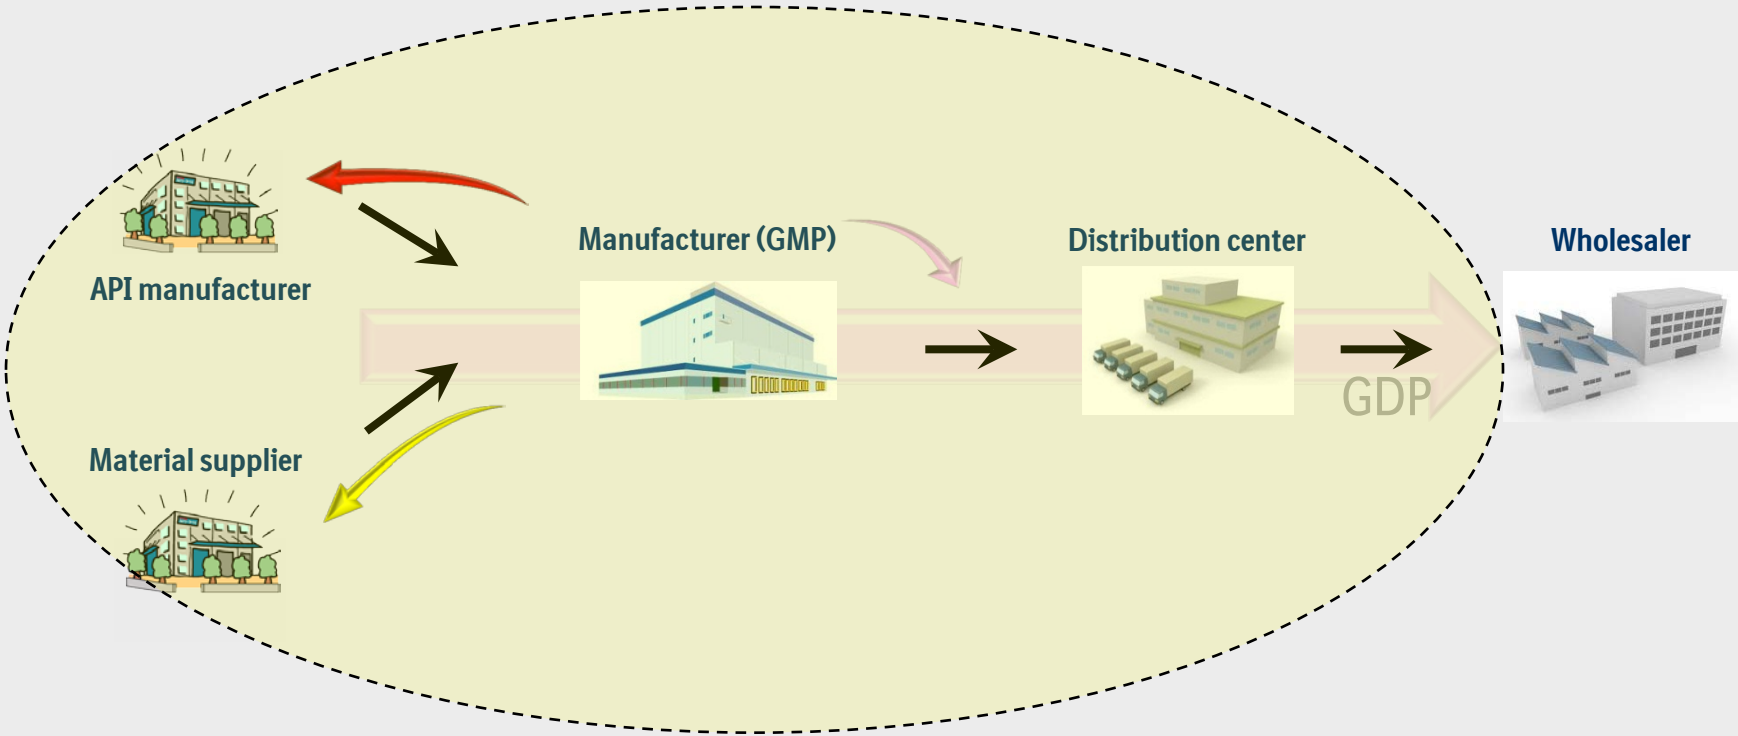 API manufacturer
Manufacturer (GMP)
Distribution center
Wholesaler
GDP
Material supplier